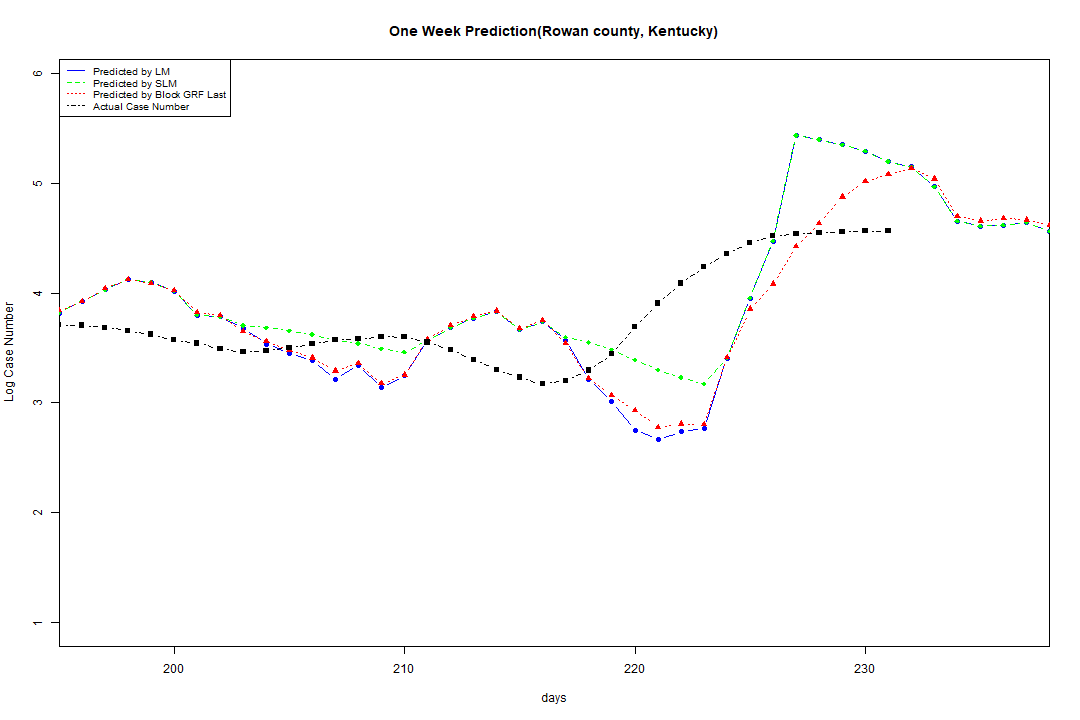 One Week Prediction(Rowan county, Kentucky)
Predicted by LM
Predicted by SLM
Predicted by Block GRF Last
Actual Case Number
6
5
4
3
2
1
Log Case Number
200 210 220 230
days